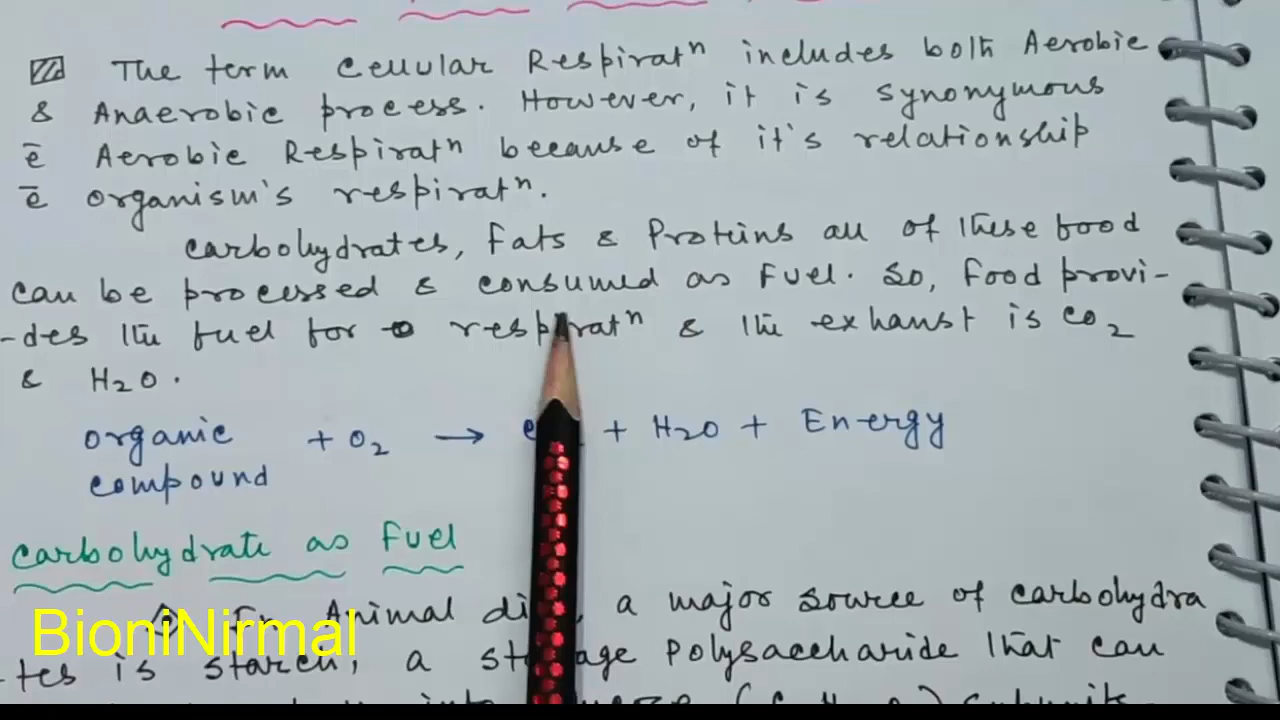 The term Cellular Respiratⁿ includes both Aerobic
& Anaerobic process. However, it is synonymous
ē Aerobic Respiratⁿ because of it's relationship
ē organism's respiratⁿ.
carbohydrates, Fats & Proteins all of these food
can be processed & consumed as Fuel. So, Food provi-
-des the fuel for respiratⁿ & the exhaust is CO₂
& H₂O.
organic + O₂ → + H₂O + Energy
compound
carbohydrate as Fuel
In Animal a major source of carbohydra
-tes is starch, a storage polysaccharide that can
BioniNirmal